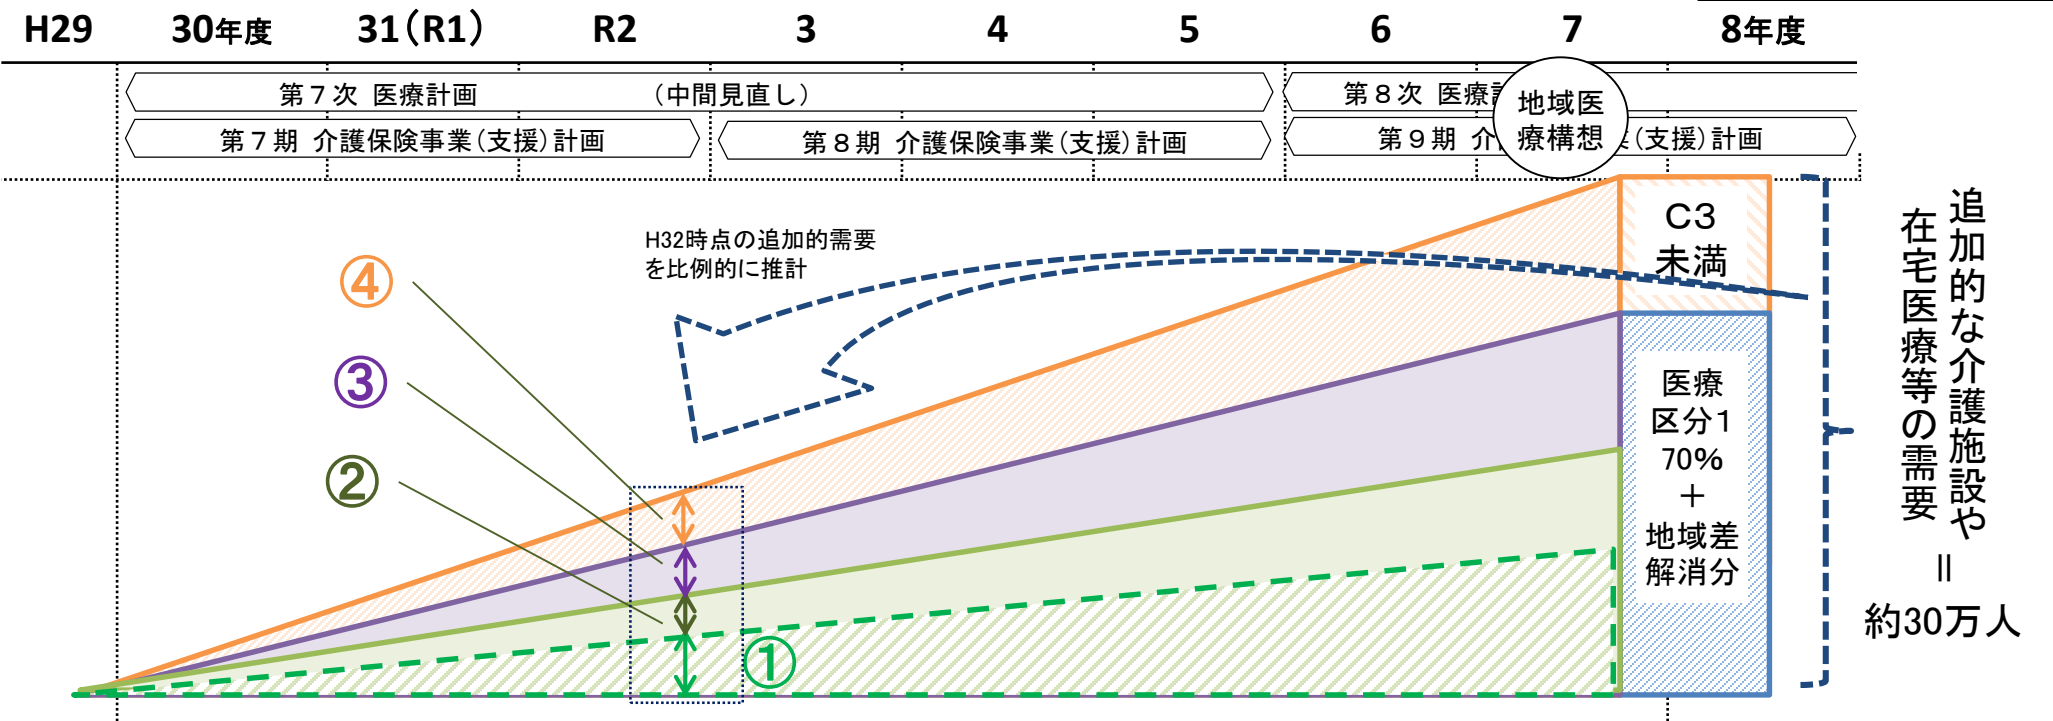 H29 30年度 31(R1) R2 3 4 5 6 7 8年度
第７次 医療計画 (中間見直し)
第８次 医療
地域医
療構想
第７期 介護保険事業(支援)計画
第８期 介護保険事業(支援)計画
第９期 介 (支援)計画
H32時点の追加的需要
を比例的に推計
④
③
②
①
C3
未満
医療
区分1
70%
＋
地域差
解消分
追加的な介護施設や
在宅医療等の需要
＝
約30万人